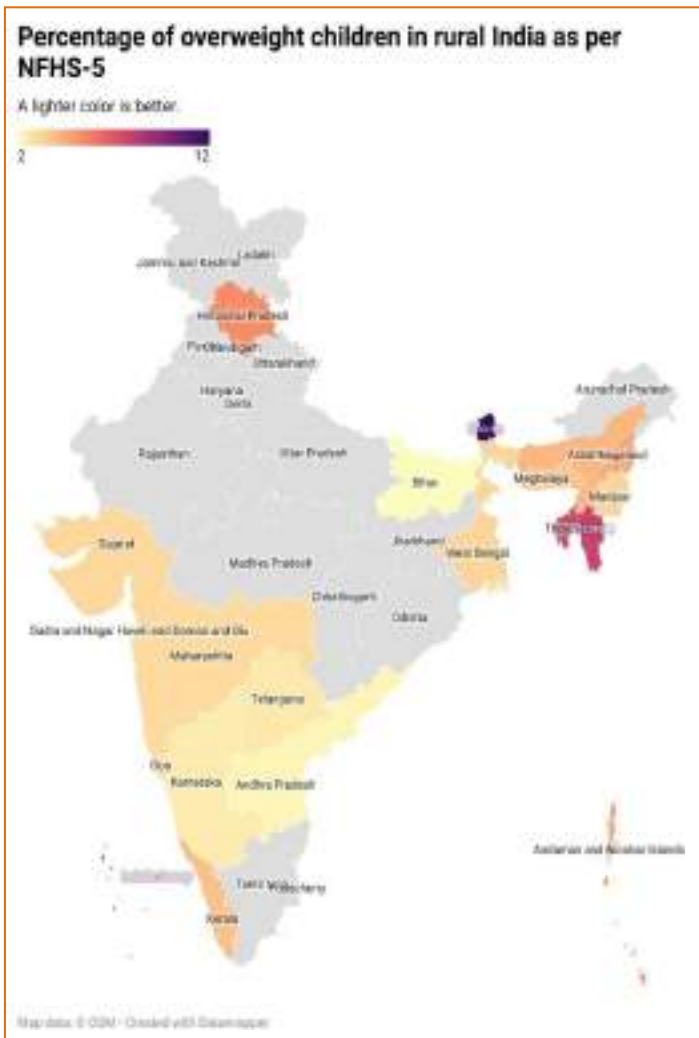 Percentage of overweight children in rural India as per
NFHS-5
A lighter color is better.
2 12
Ladakh
Jammu and Kashmir
Himachal Pradesh
Chandigarh
Uttarakhand
Haryana
Delhi
Arunachal Pradesh
Rajasthan
Uttar Pradesh
Bihar
Assam Nagaland
Meghalaya
Manipur
Jharkhand
West Bengal
Gujarat
Madhya Pradesh
Chhattisgarh
Odisha
Dadra and Nagar Haveli and Daman and Diu
Maharashtra
Telangana
Goa
Karnataka
Andhra Pradesh
Andaman and Nicobar Islands
Tamil
Puducherry
Kerala
Map data: © OSM • Created with Datawrapper